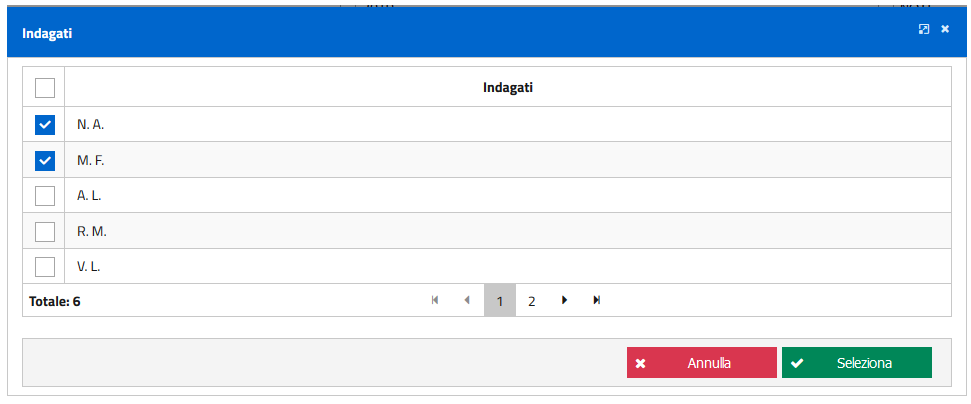 Indagati
Indagati
N. A.
M. F.
A. L.
R. M.
V. L.
Totale: 6 1 2
Annulla Seleziona